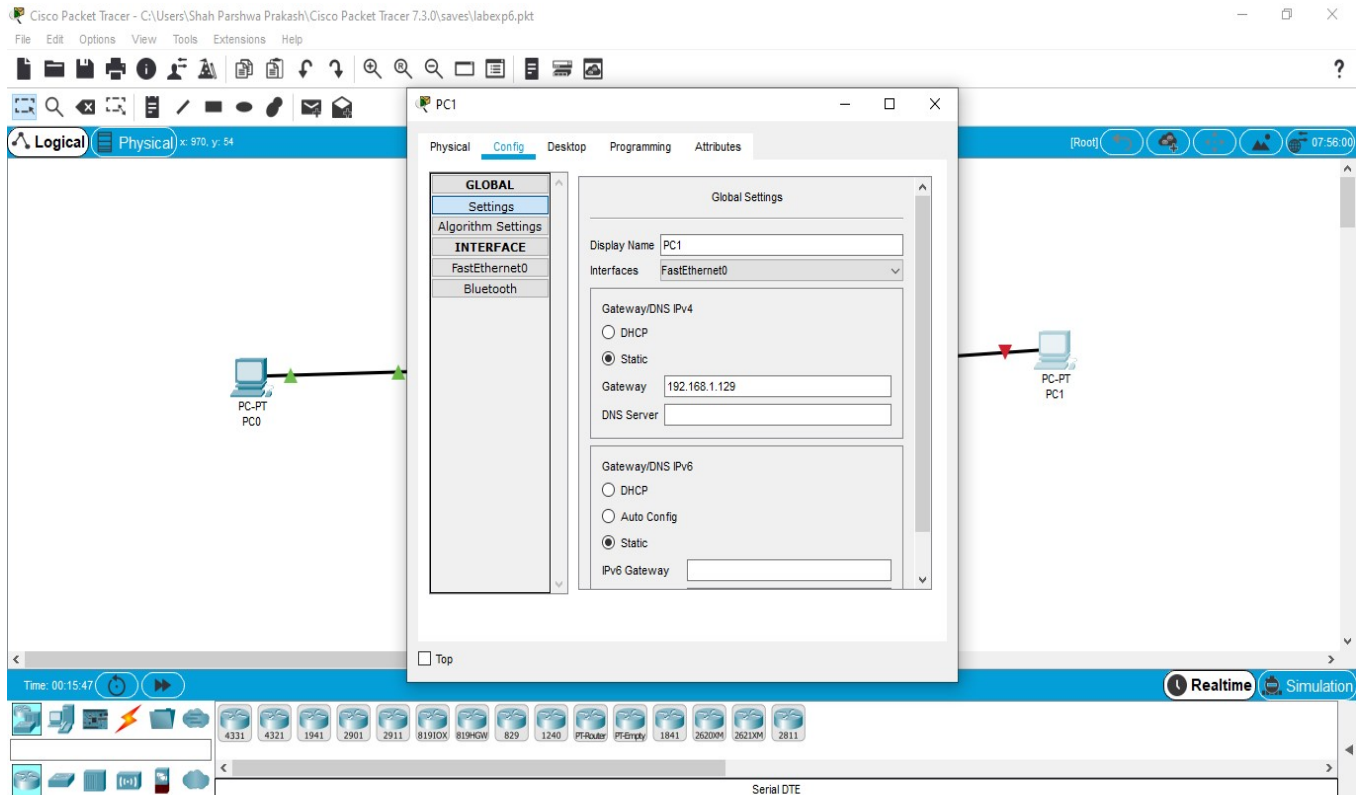 Cisco Packet Tracer - C:\Users\Shah Parshwa Prakash\Cisco Packet Tracer 7.3.0\saves\labexp6.pkt
File Edit Options View Tools Extensions Help
?
PC1
Logical Physical x: 970, y: 54
[Root] 07:56:00
Physical Config Desktop Programming Attributes
GLOBAL
Settings
Algorithm Settings
INTERFACE
FastEthernet0
Bluetooth
Global Settings
Display Name PC1
Interfaces FastEthernet0
Gateway/DNS IPv4
DHCP
Static
Gateway 192.168.1.129
DNS Server
Gateway/DNS IPv6
DHCP
Auto Config
Static
IPv6 Gateway
PC-PT
PC0
PC-PT
PC1
Top
Time: 00:15:47
Realtime Simulation
4331 4321 1941 2901 2911 819IOX 819HGW 829 1240 PT-Router PT-Empty 1841 2620XM 2621XM 2811
Serial DTE